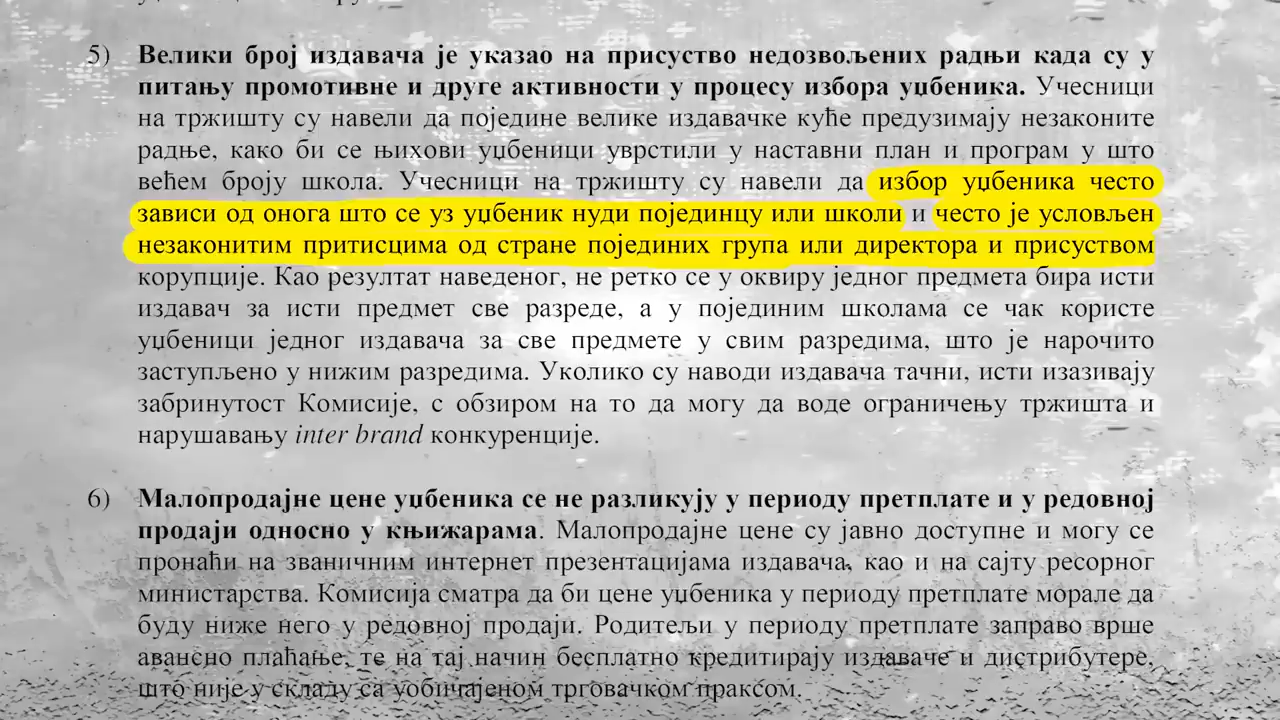 5) Велики број издавача је указао на присуство недозвољених радњи када су у
питању промотивне и друге активности у процесу избора уџбеника. Учесници
на тржишту су навели да поједине велике издавачке куће предузимају незаконите
радње, како би се њихови уџбеници уврстили у наставни план и програм у што
већем броју школа. Учесници на тржишту су навели да избор уџбеника често
зависи од онога што се уз уџбеник нуди појединцу или школи и често је условљен
незаконитим притисцима од стране појединих група или директора и присуством
корупције. Као резултат наведеног, не ретко се у оквиру једног предмета бира исти
издавач за исти предмет све разреде, а у појединим школама се чак користе
уџбеници једног издавача за све предмете у свим разредима, што је нарочито
заступљено у нижим разредима. Уколико су наводи издавача тачни, исти изазивају
забринутост Комисије, с обзиром на то да могу да воде ограничењу тржишта и
нарушавању inter brand конкуренције.
6) Малопродајне цене уџбеника се не разликују у периоду претплате и у редовној
продаји односно у књижарама. Малопродајне цене су јавно доступне и могу се
пронаћи на званичним интернет презентацијама издавача, као и на сајту ресорног
министарства. Комисија сматра да би цене уџбеника у периоду претплате морале да
буду ниже него у редовној продаји. Родитељи у периоду претплате заправо врше
авансно плаћање, те на тај начин бесплатно кредитирају издаваче и дистрибутере,
што није у складу са уобичајеном трговачком праксом.